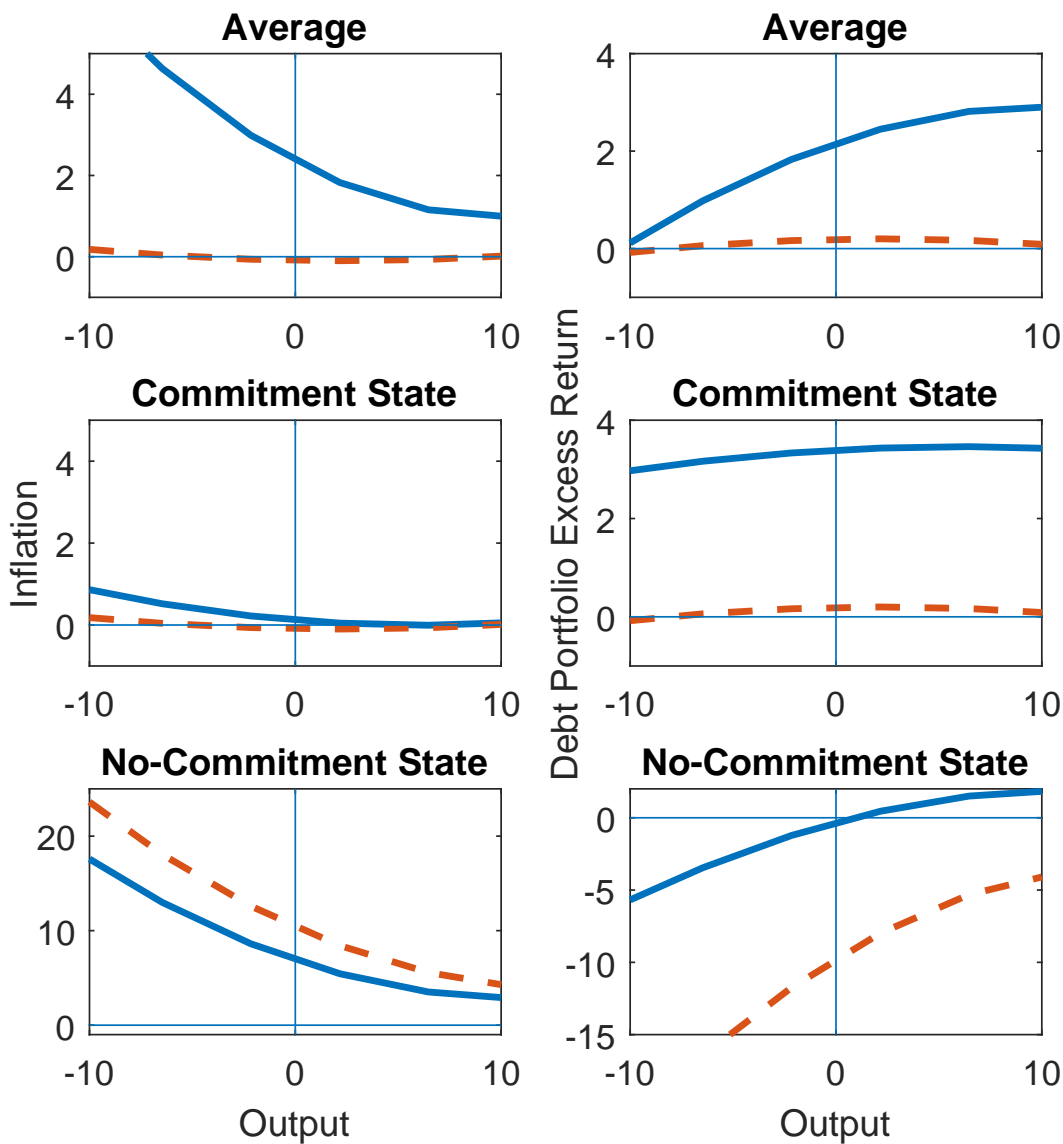 Average
4
2
0
-10 0 10
Average
4
2
0
-10 0 10
Commitment State
4
2
0
-10 0 10
Commitment State
4
2
0
-10 0 10
No-Commitment State
20
10
0
-10 0 10
No-Commitment State
0
-5
-10
-15
-10 0 10
Inflation
Debt Portfolio Excess Return
Output
Output